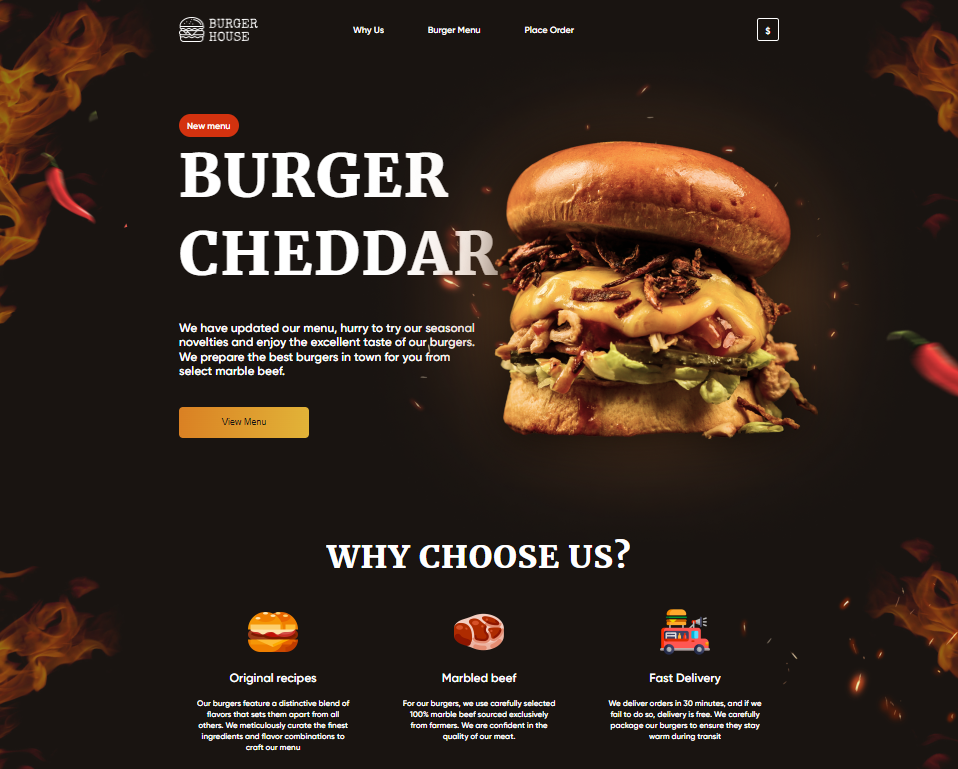 BURGER
HOUSE
Why Us
Burger Menu
Place Order
$
New menu
BURGER
CHEDDAR
We have updated our menu, hurry to try our seasonal
novelties and enjoy the excellent taste of our burgers.
We prepare the best burgers in town for you from
select marble beef.
View Menu
WHY CHOOSE US?
Original recipes
Our burgers feature a distinctive blend of
flavors that sets them apart from all
others. We meticulously curate the finest
ingredients and flavor combinations to
craft our menu
Marbled beef
For our burgers, we use carefully selected
100% marble beef sourced exclusively
from farmers. We are confident in the
quality of our meat.
Fast Delivery
We deliver orders in 30 minutes, and if we
fail to do so, delivery is free. We carefully
package our burgers to ensure they stay
warm during transit